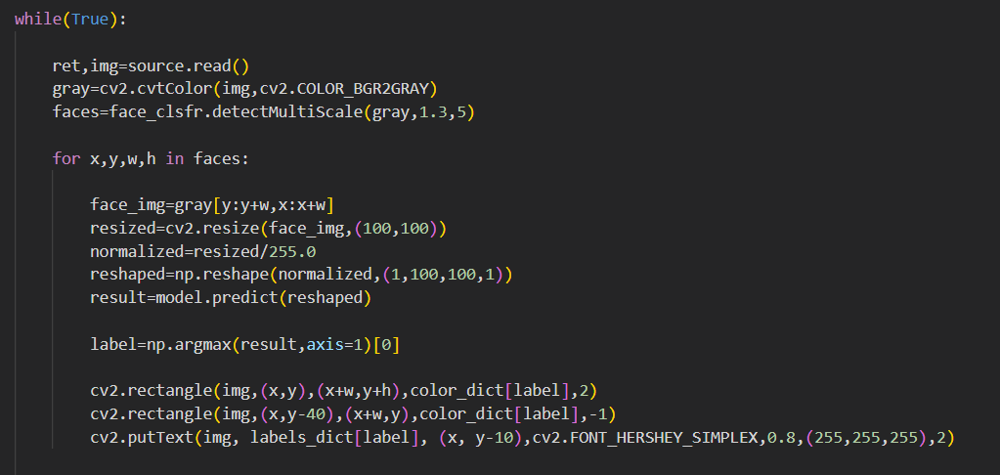 while(True):
ret,img=source.read()
gray=cv2.cvtColor(img,cv2.COLOR_BGR2GRAY)
faces=face_clsfr.detectMultiScale(gray,1.3,5)
for x,y,w,h in faces:
face_img=gray[y:y+w,x:x+w]
resized=cv2.resize(face_img,(100,100))
normalized=resized/255.0
reshaped=np.reshape(normalized,(1,100,100,1))
result=model.predict(reshaped)
label=np.argmax(result,axis=1)[0]
cv2.rectangle(img,(x,y),(x+w,y+h),color_dict[label],2)
cv2.rectangle(img,(x,y-40),(x+w,y),color_dict[label],-1)
cv2.putText(img, labels_dict[label], (x, y-10),cv2.FONT_HERSHEY_SIMPLEX,0.8,(255,255,255),2)